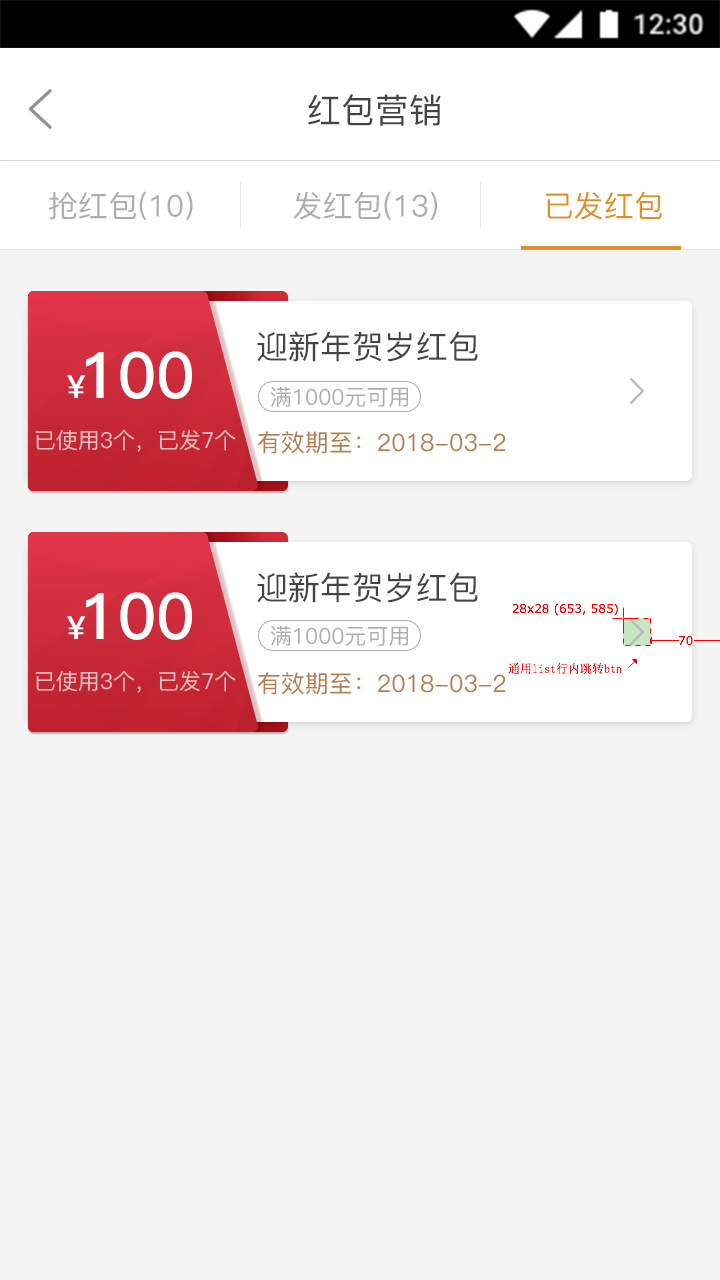 12:30
红包营销
抢红包(10)
发红包(13)
已发红包
¥100
已使用3个，已发7个
迎新年贺岁红包
满1000元可用
有效期至：2018-03-2
¥100
已使用3个，已发7个
迎新年贺岁红包
满1000元可用
有效期至：2018-03-2
28x28 (653, 585)
70
通用list行内跳转btn